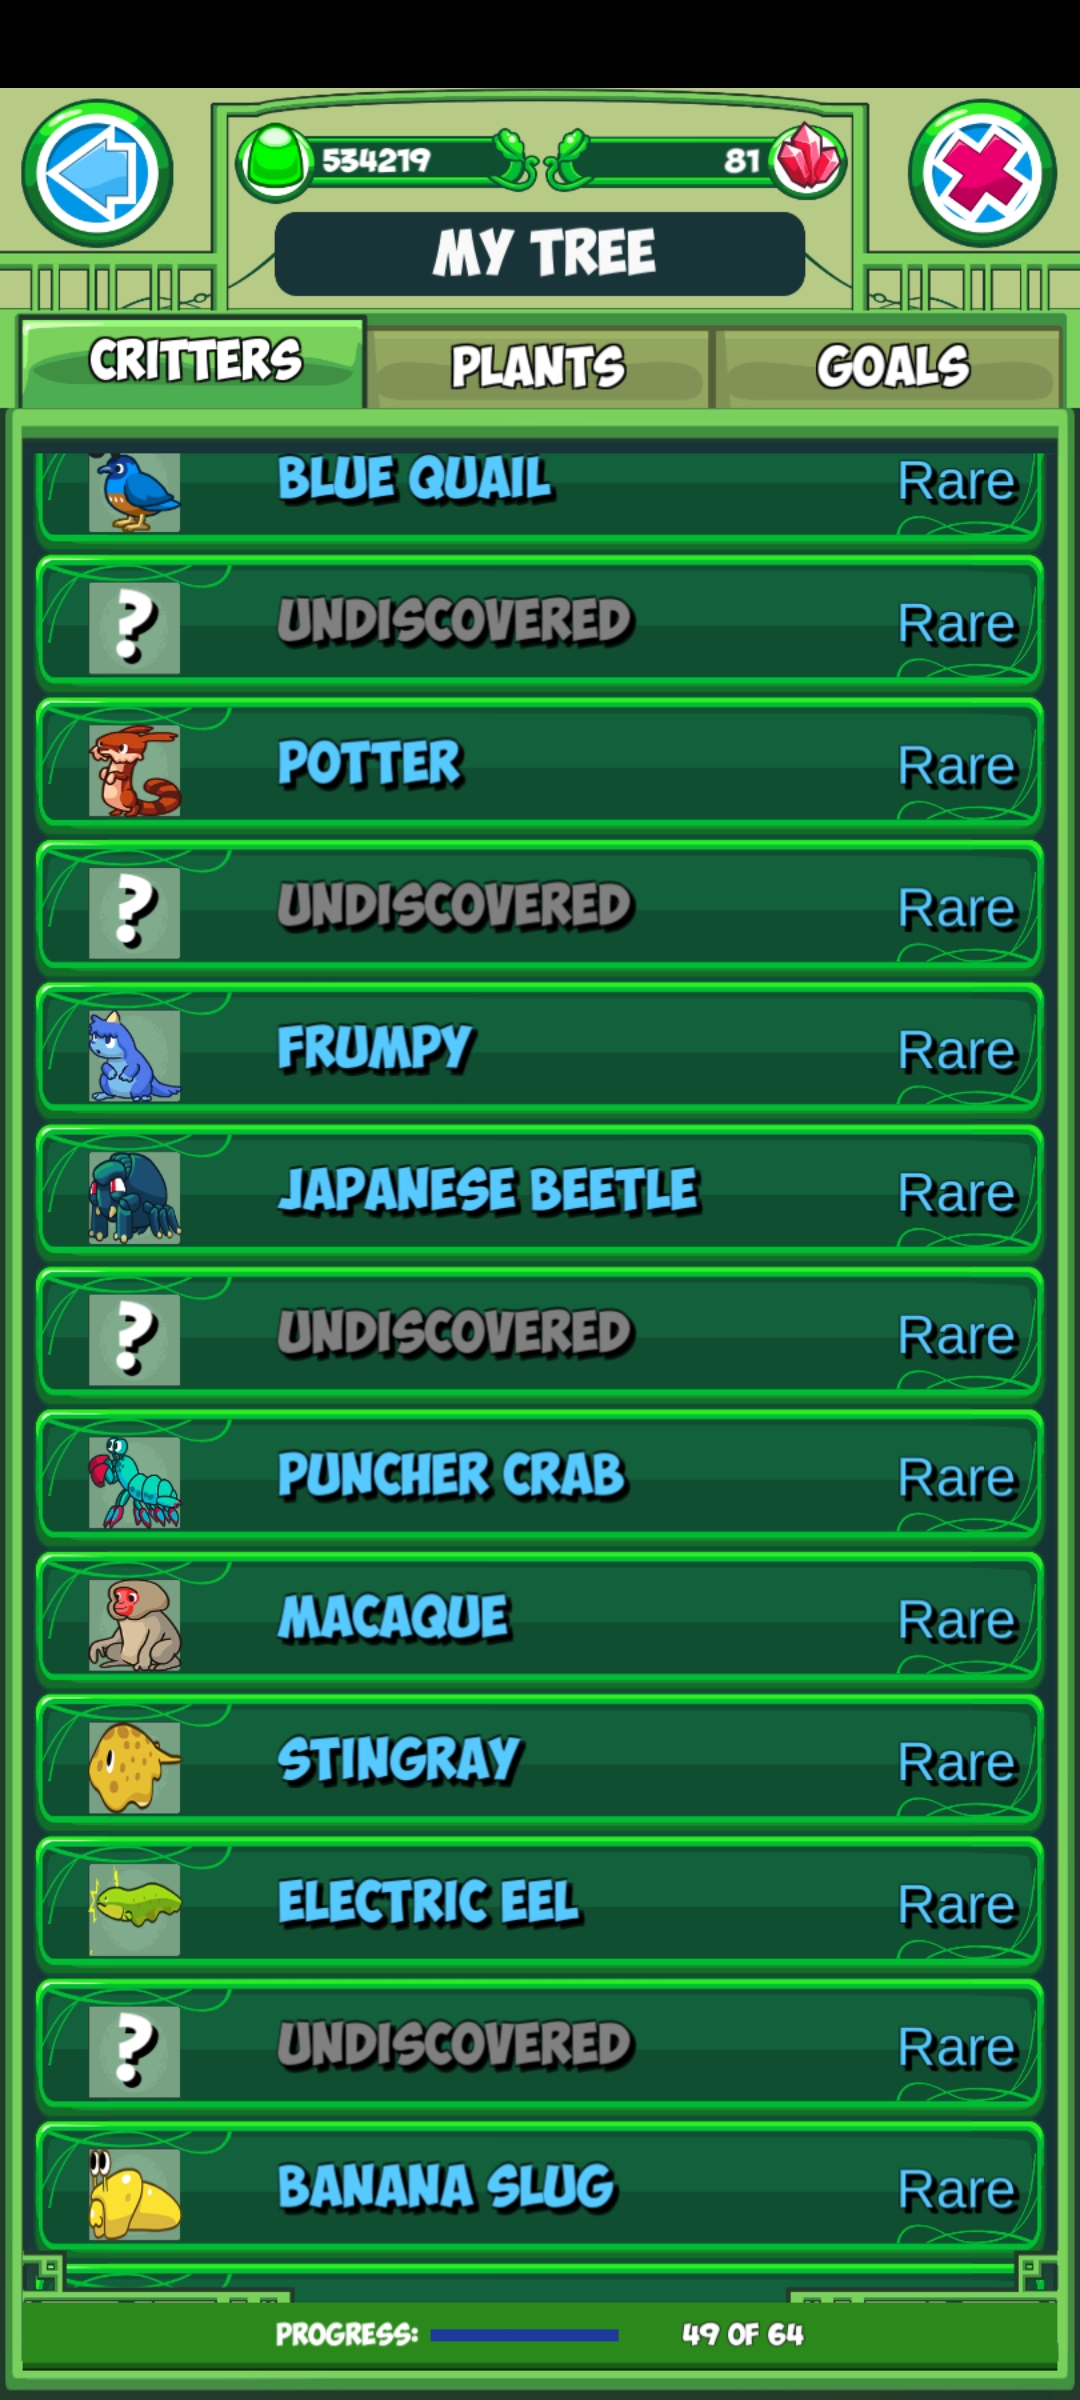 534219
81
MY TREE
CRITTERS
PLANTS
GOALS
BLUE QUAIL
Rare
?
UNDISCOVERED
Rare
POTTER
Rare
?
UNDISCOVERED
Rare
FRUMPY
Rare
JAPANESE BEETLE
Rare
?
UNDISCOVERED
Rare
PUNCHER CRAB
Rare
MACAQUE
Rare
STINGRAY
Rare
ELECTRIC EEL
Rare
?
UNDISCOVERED
Rare
BANANA SLUG
Rare
PROGRESS:
49 OF 64